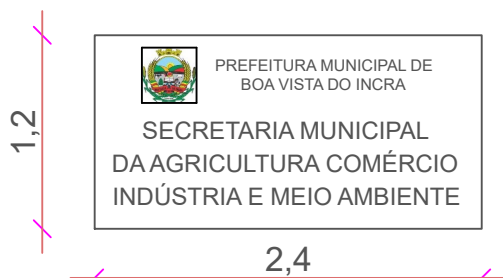 PREFEITURA MUNICIPAL DE
BOA VISTA DO INCRA
SECRETARIA MUNICIPAL
DA AGRICULTURA COMÉRCIO
INDÚSTRIA E MEIO AMBIENTE
1,2
2,4